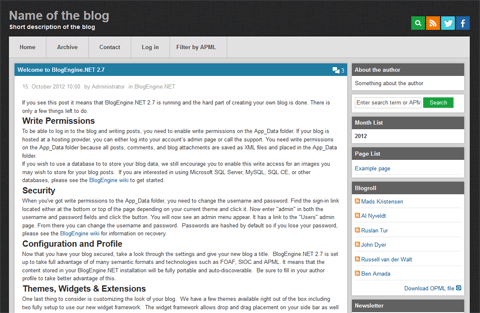 Name of the blog
Short description of the blog
Home
Archive
Contact
Log in
Filter by APML
Welcome to BlogEngine.NET 2.7
3
15. October 2012 10:00 by Administrator in BlogEngine.NET
If you see this post it means that BlogEngine.NET 2.7 is running and the hard part of creating your own blog is done. There is
only a few things left to do.
Write Permissions
To be able to log in to the blog and writing posts, you need to enable write permissions on the App_Data folder. If your blog is
hosted at a hosting provider, you can either log into your account's admin page or call the support. You need write permissions
on the App_Data folder because all posts, comments, and blog attachments are saved as XML files and placed in the App_Data
folder.
If you wish to use a database to to store your blog data, we still encourage you to enable this write access for an images you
may wish to store for your blog posts. If you are interested in using Microsoft SQL Server, MySQL, SQL CE, or other
databases, please see the BlogEngine wiki to get started.
Security
When you've got write permissions to the App_Data folder, you need to change the username and password. Find the sign-in link
located either at the bottom or top of the page depending on your current theme and click it. Now enter "admin" in both the
username and password fields and click the button. You will now see an admin menu appear. It has a link to the "Users" admin
page. From there you can change the username and password. Passwords are hashed by default so if you lose your password,
please see the BlogEngine wiki for information on recovery.
Configuration and Profile
Now that you have your blog secured, take a look through the settings and give your new blog a title. BlogEngine.NET 2.7 is set
up to take full advantage of of many semantic formats and technologies such as FOAF, SIOC and APML. It means that the
content stored in your BlogEngine.NET installation will be fully portable and auto-discoverable. Be sure to fill in your author
profile to take better advantage of this.
Themes, Widgets & Extensions
One last thing to consider is customizing the look of your blog. We have a few themes available right out of the box including
two fully setup to use our new widget framework. The widget framework allows drop and drag placement on your side bar as well
About the author
Something about the author
Enter search term or APM
Search
Month List
2012
Page List
Example page
Blogroll
Mads Kristensen
Al Nyveldt
Ruslan Tur
John Dyer
Russell van der Walt
Ben Amada
Download OPML file
Newsletter